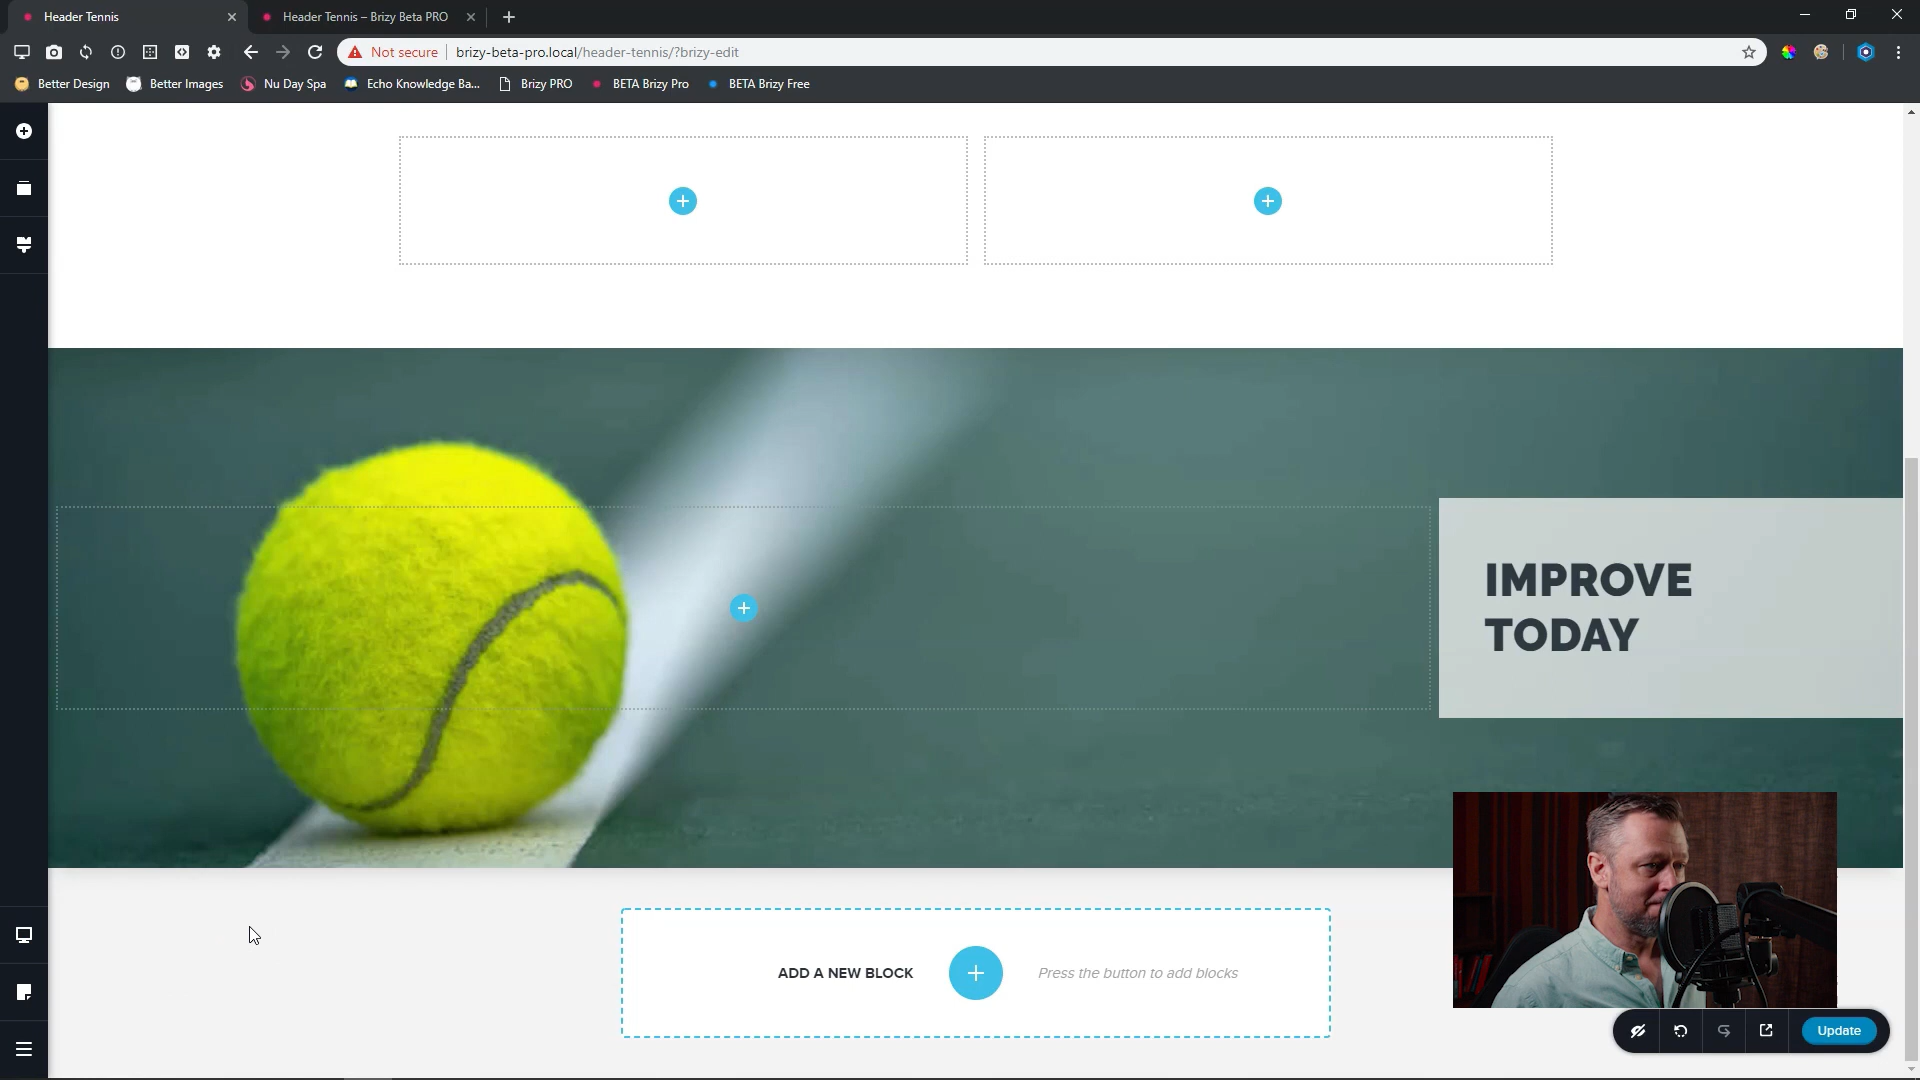 Header Tennis
Header Tennis – Brizy Beta PRO
Not secure
brizy-beta-pro.local/header-tennis/?brizy-edit
Better Design
Better Images
Nu Day Spa
Echo Knowledge Ba...
Brizy PRO
BETA Brizy Pro
BETA Brizy Free
IMPROVE
TODAY
ADD A NEW BLOCK
Press the button to add blocks
Update